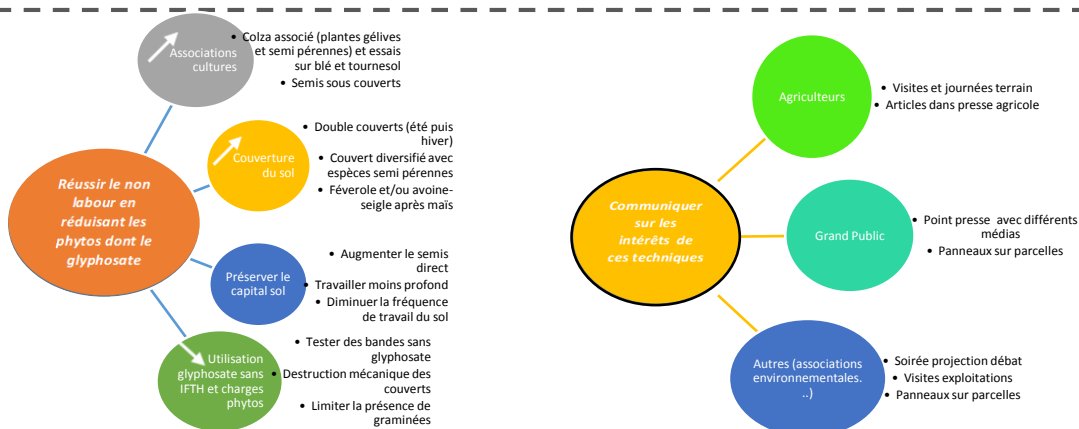 Réussir le non
labour en
réduisant les
phytos dont le
glyphosate
Associations
cultures
• Colza associé (plantes gélives
et semi pérennes) et essais
sur blé et tournesol
• Semis sous couverts
Couverture
du sol
• Double couverts (été puis
hiver)
• Couvert diversifié avec
espèces semi pérennes
• Féverole et/ou avoine-
seigle après maïs
Préserver le
capital sol
• Augmenter le semis
direct
• Travailler moins profond
• Diminuer la fréquence
de travail du sol
Utilisation
glyphosate sans
IFTH et charges
phytos
• Tester des bandes sans
glyphosate
• Destruction mécanique des
couverts
• Limiter la présence de
graminées
Communiquer
sur les
intérêts de
ces techniques
Agriculteurs
• Visites et journées terrain
• Articles dans presse agricole
Grand Public
• Point presse avec différents
médias
• Panneaux sur parcelles
Autres (associations
environnementales.
..)
• Soirée projection débat
• Visites exploitations
• Panneaux sur parcelles